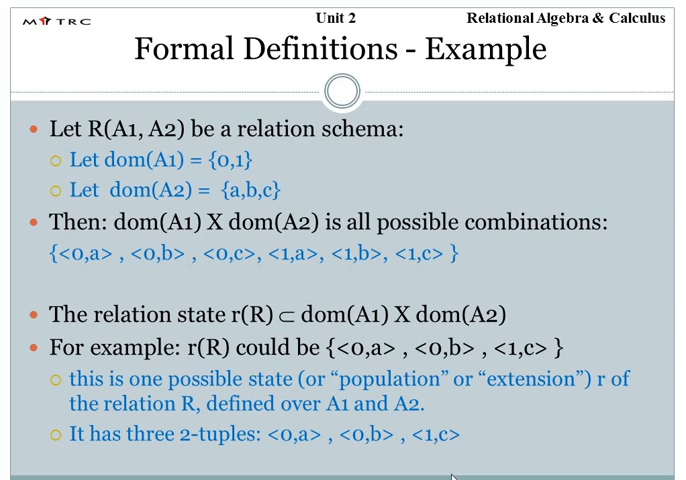 MYTRC
Unit 2
Relational Algebra & Calculus
Formal Definitions - Example
• Let R(A1, A2) be a relation schema:
○ Let dom(A1) = {0,1}
○ Let dom(A2) = {a,b,c}
• Then: dom(A1) X dom(A2) is all possible combinations:
{<0,a> , <0,b> , <0,c>, <1,a>, <1,b>, <1,c> }
• The relation state r(R) ⊂ dom(A1) X dom(A2)
• For example: r(R) could be {<0,a> , <0,b> , <1,c> }
○ this is one possible state (or “population” or “extension”) r of
the relation R, defined over A1 and A2.
○ It has three 2-tuples: <0,a> , <0,b> , <1,c>